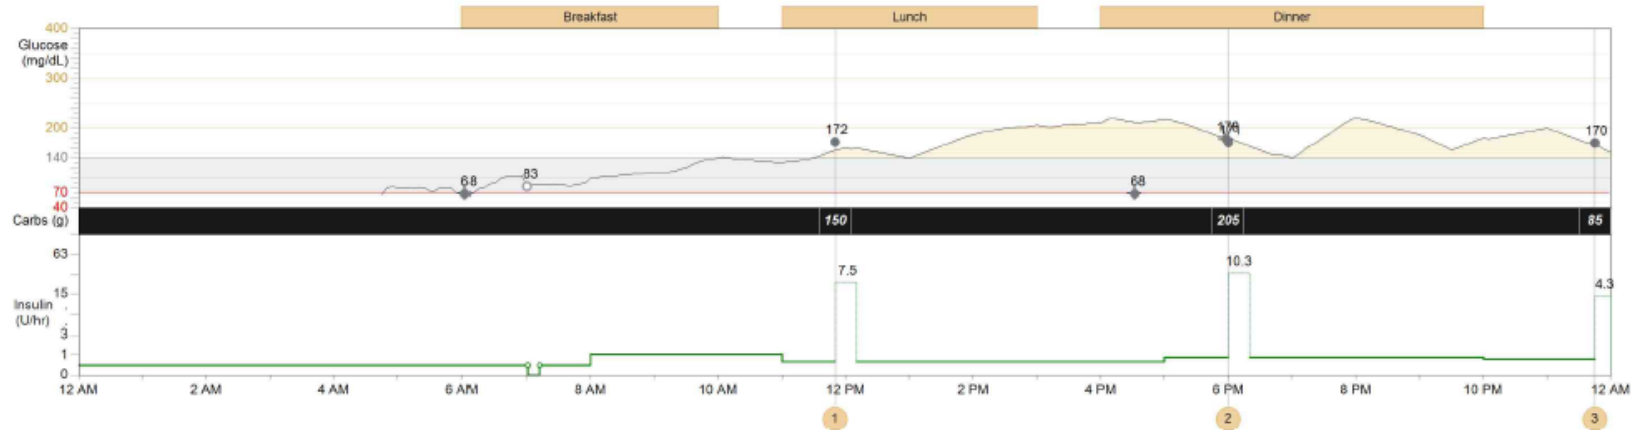 Breakfast Lunch Dinner
400
Glucose
(mg/dL)
300
200
140
70
40
172
176
170
68
83
68
Carbs (g) 150 205 85
63
15
Insulin
(U/hr)
3
1
0
7.5
10.3
4.3
12 AM 2 AM 4 AM 6 AM 8 AM 10 AM 12 PM 2 PM 4 PM 6 PM 8 PM 10 PM 12 AM
1 2 3